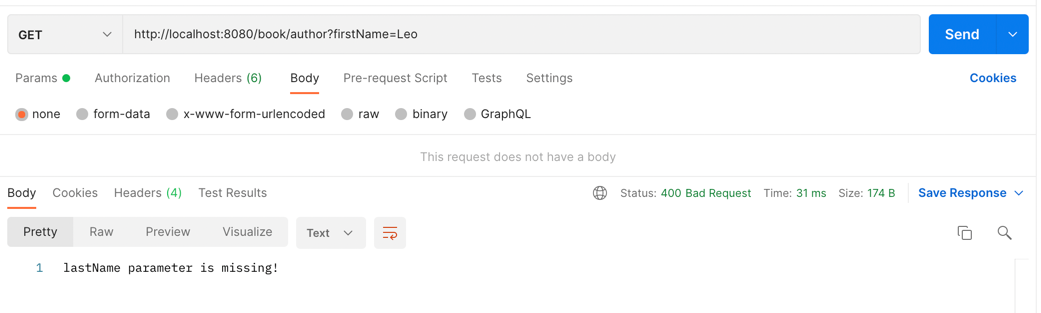 GET http://localhost:8080/book/author?firstName=Leo Send
Params Authorization Headers (6) Body Pre-request Script Tests Settings Cookies
none form-data x-www-form-urlencoded raw binary GraphQL
This request does not have a body
Body Cookies Headers (4) Test Results Status: 400 Bad Request Time: 31 ms Size: 174 B Save Response
Pretty Raw Preview Visualize Text
1 lastName parameter is missing!